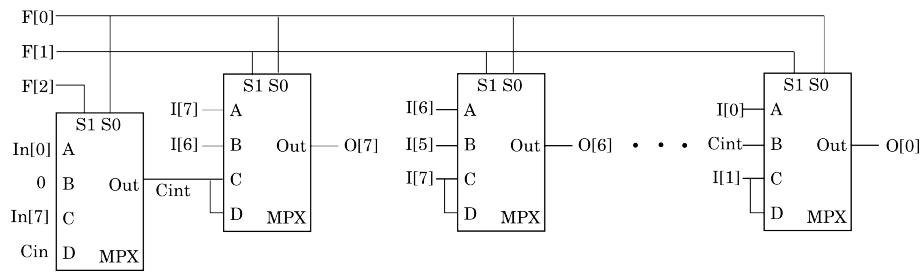 F[0]
F[1]
F[2]
S1 S0
In[0] A
0 B Out
In[7] C
Cin D MPX
Cint
S1 S0
I[7] A
I[6] B Out O[7]
C
D MPX
S1 S0
I[6] A
I[5] B Out O[6]
I[7] C
D MPX
• • •
S1 S0
I[0] A
Cint B Out O[0]
I[1] C
D MPX